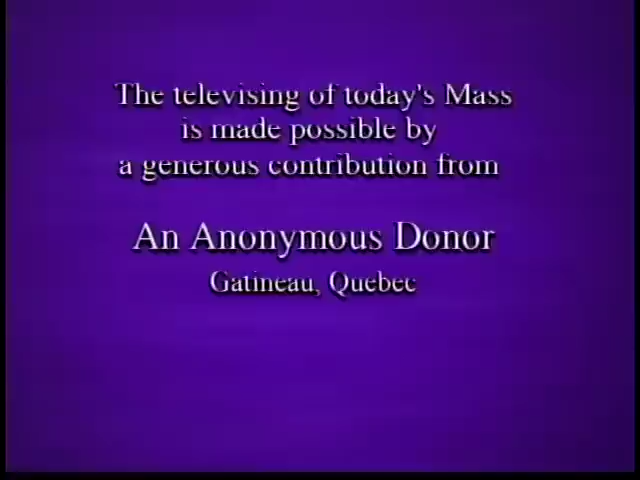 The televising of today's Mass
is made possible by
a generous contribution from
An Anonymous Donor
Gatineau, Quebec